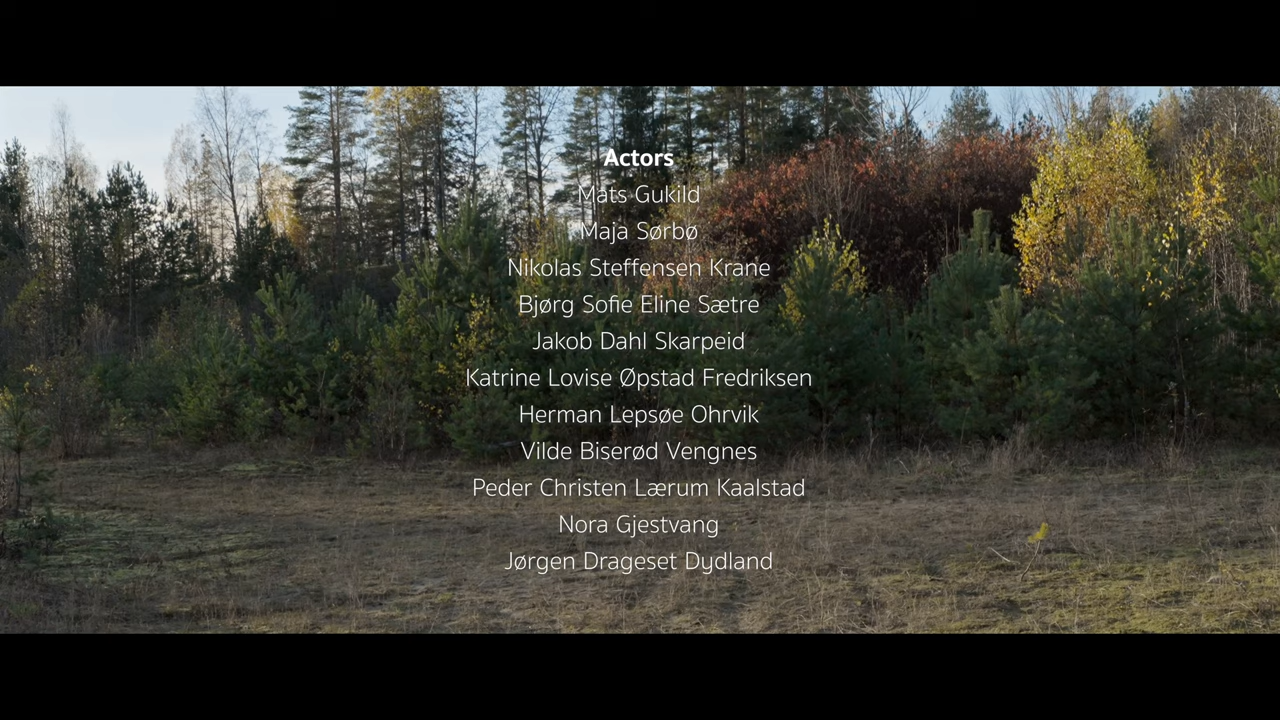 Actors
Mats Gukild
Maja Sørbø
Nikolas Steffensen Krane
Bjørg Sofie Eline Sætre
Jakob Dahl Skarpeid
Katrine Lovise Øpstad Fredriksen
Herman Lepsøe Ohrvik
Vilde Biserød Vengnes
Peder Christen Lærum Kaalstad
Nora Gjestvang
Jørgen Drageset Dydland